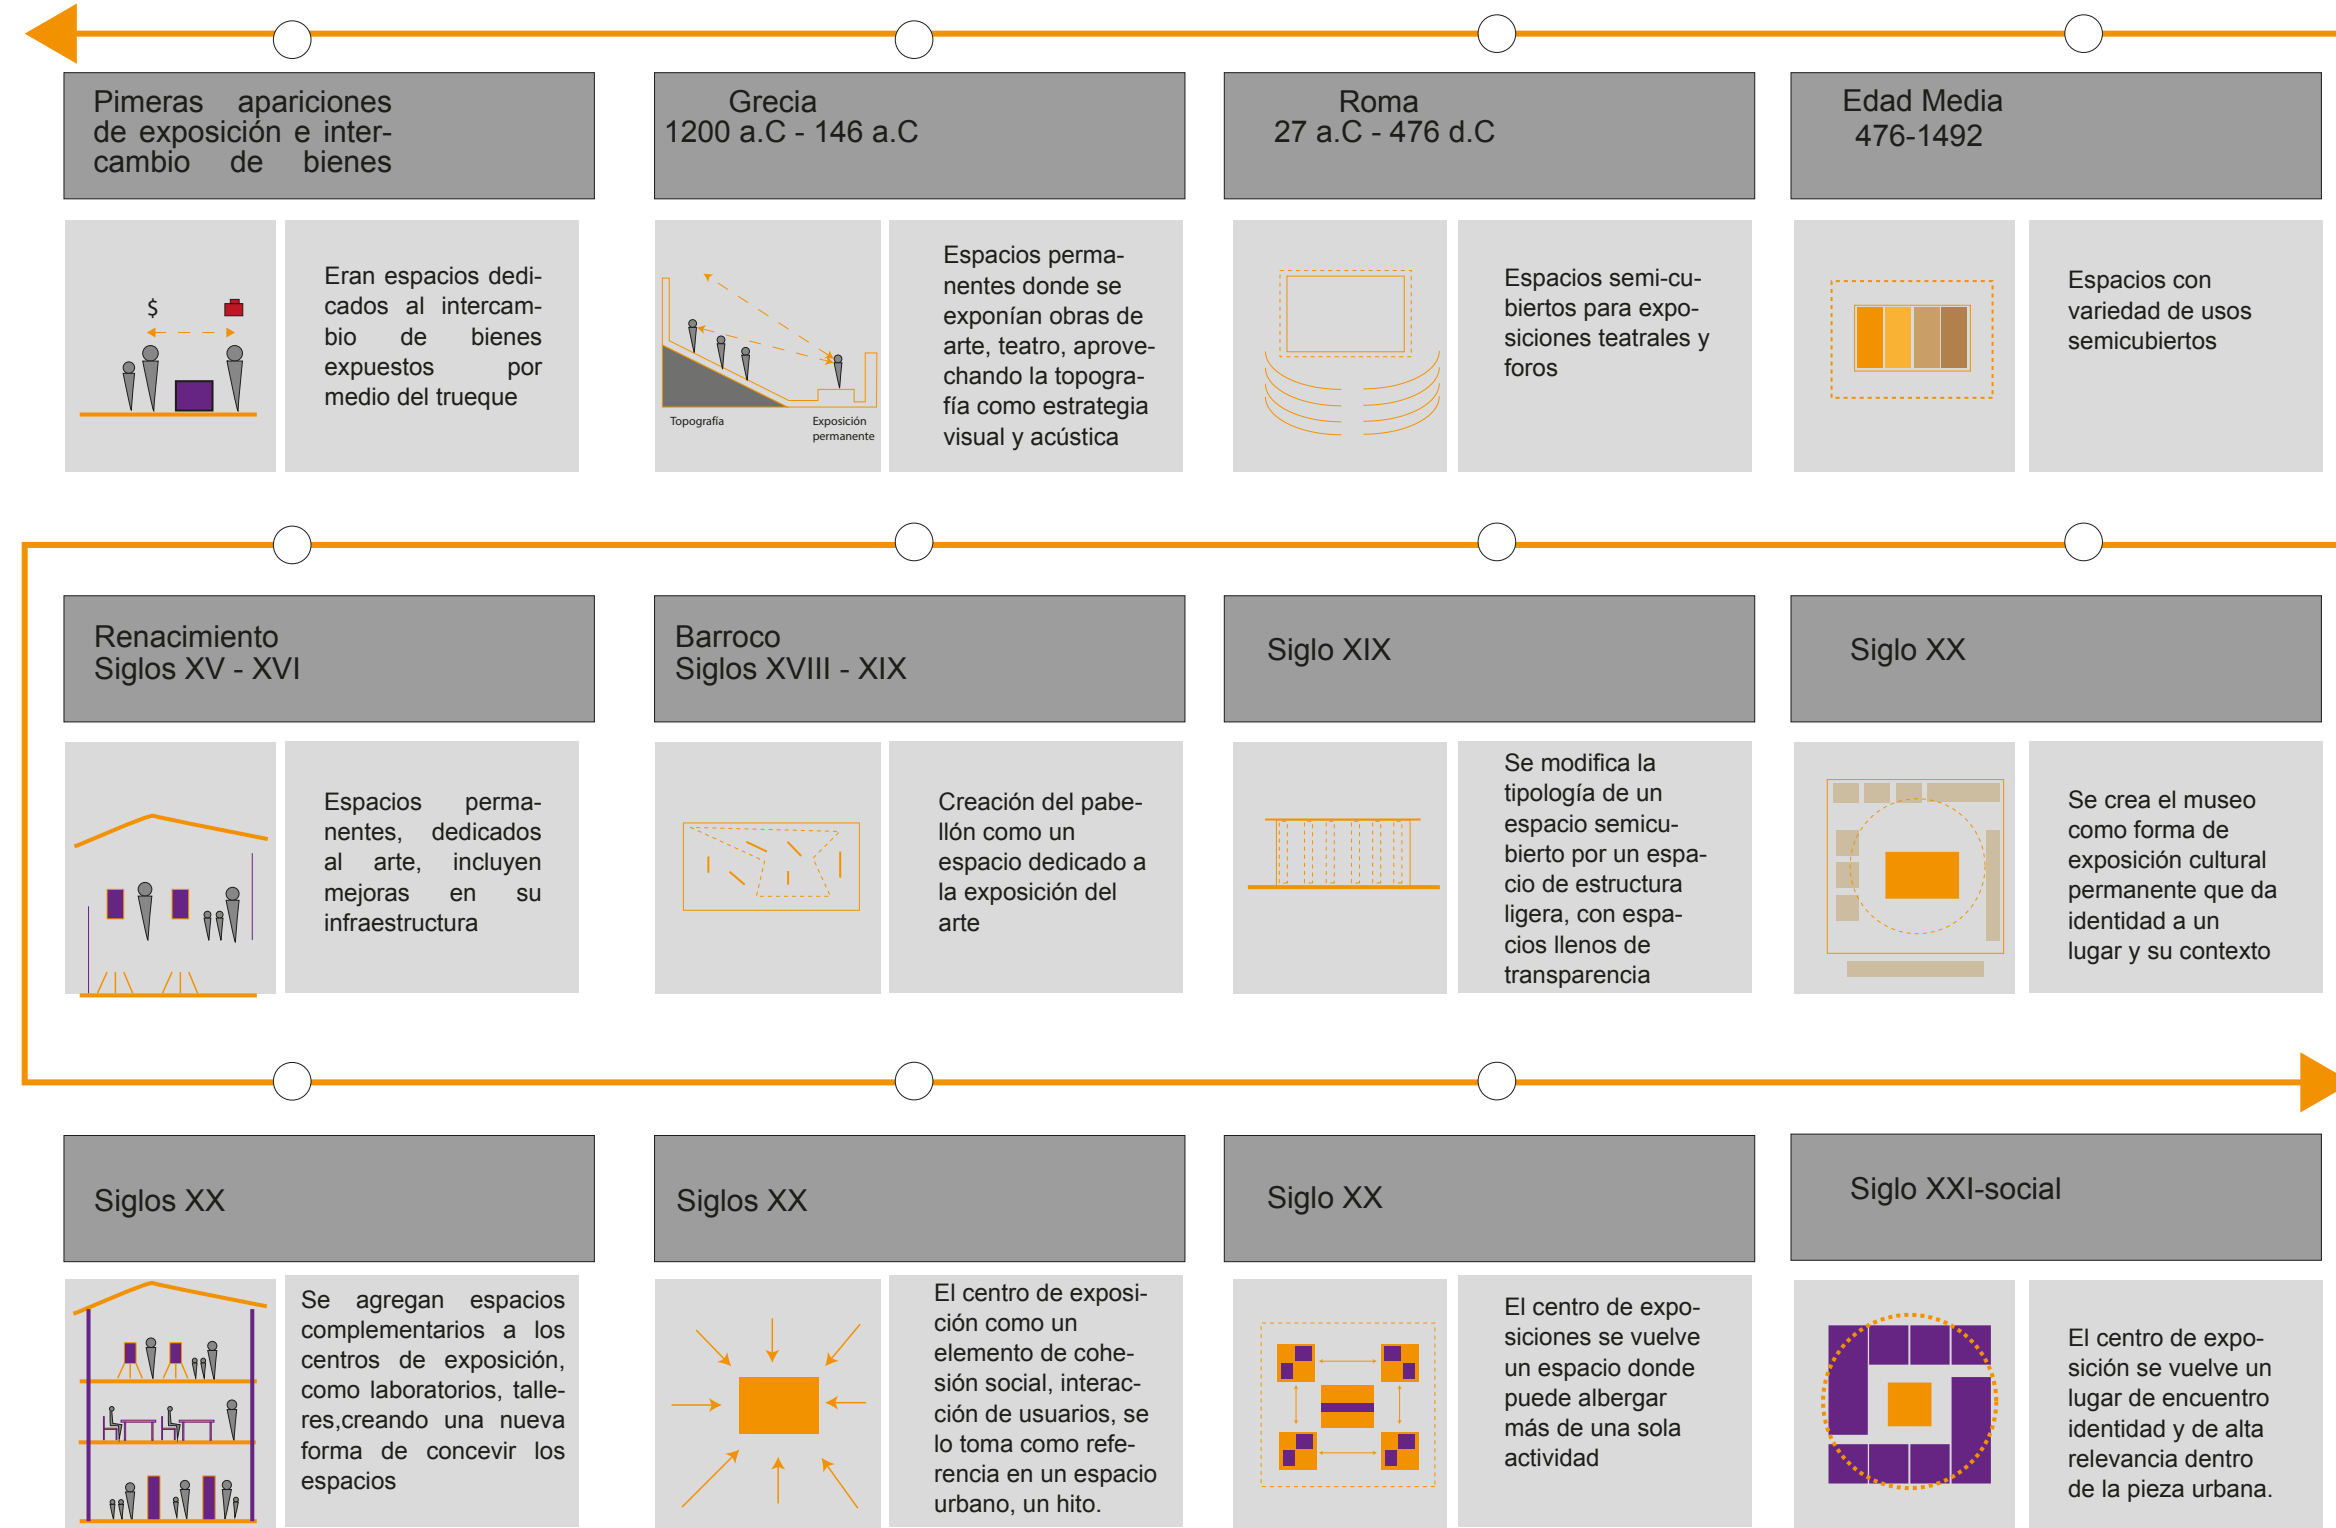 Pimeras apariciones
de exposición e inter-
cambio de bienes
Grecia
1200 a.C - 146 a.C
Roma
27 a.C - 476 d.C
Edad Media
476-1492
$
Eran espacios dedi-
cados al intercam-
bio de bienes
expuestos por
medio del trueque
Topografía
Exposición
permanente
Espacios perma-
nentes donde se
exponían obras de
arte, teatro, aprove-
chando la topogra-
fía como estrategia
visual y acústica
Espacios semi-cu-
biertos para expo-
siciones teatrales y
foros
Espacios con
variedad de usos
semicubiertos
Renacimiento
Siglos XV - XVI
Barroco
Siglos XVIII - XIX
Siglo XIX
Siglo XX
Espacios perma-
nentes, dedicados
al arte, incluyen
mejoras en su
infraestructura
Creación del pabe-
llón como un
espacio dedicado a
la exposición del
arte
Se modifica la
tipología de un
espacio semicu-
bierto por un espa-
cio de estructura
ligera, con espa-
cios llenos de
transparencia
Se crea el museo
como forma de
exposición cultural
permanente que da
identidad a un
lugar y su contexto
Siglos XX
Siglos XX
Siglo XX
Siglo XXI-social
Se agregan espacios
complementarios a los
centros de exposición,
como laboratorios, talle-
res,creando una nueva
forma de concevir los
espacios
El centro de exposi-
ción como un
elemento de cohe-
sión social, interac-
ción de usuarios, se
lo toma como refe-
rencia en un espacio
urbano, un hito.
El centro de expo-
siciones se vuelve
un espacio donde
puede albergar
más de una sola
actividad
El centro de expo-
sición se vuelve un
lugar de encuentro
identidad y de alta
relevancia dentro
de la pieza urbana.